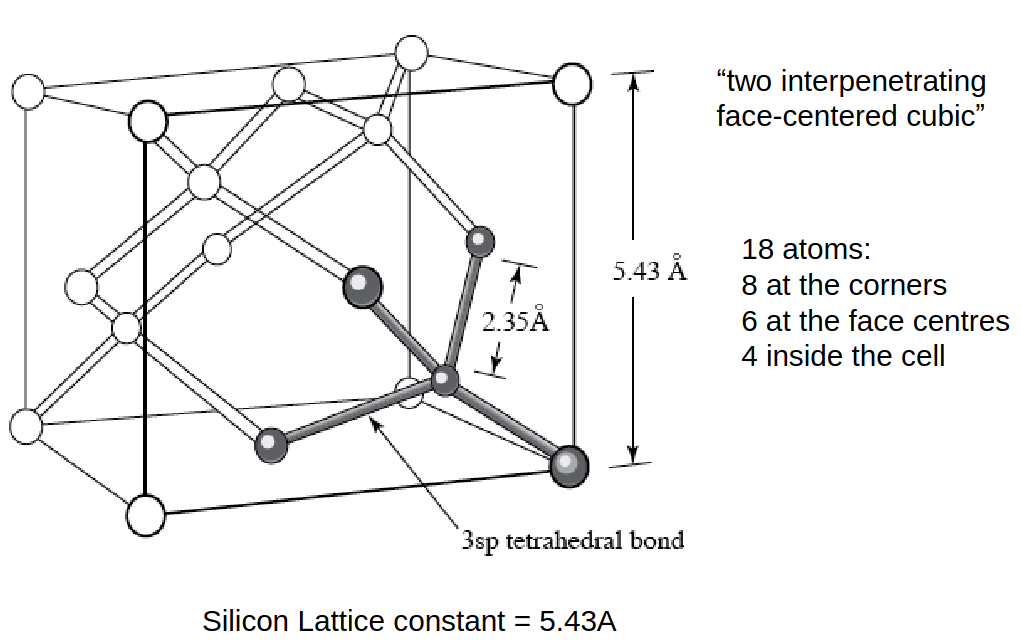 “two interpenetrating
face-centered cubic”
18 atoms:
8 at the corners
6 at the face centres
4 inside the cell
5.43 Å
2.35Å
3sp tetrahedral bond
Silicon Lattice constant = 5.43A